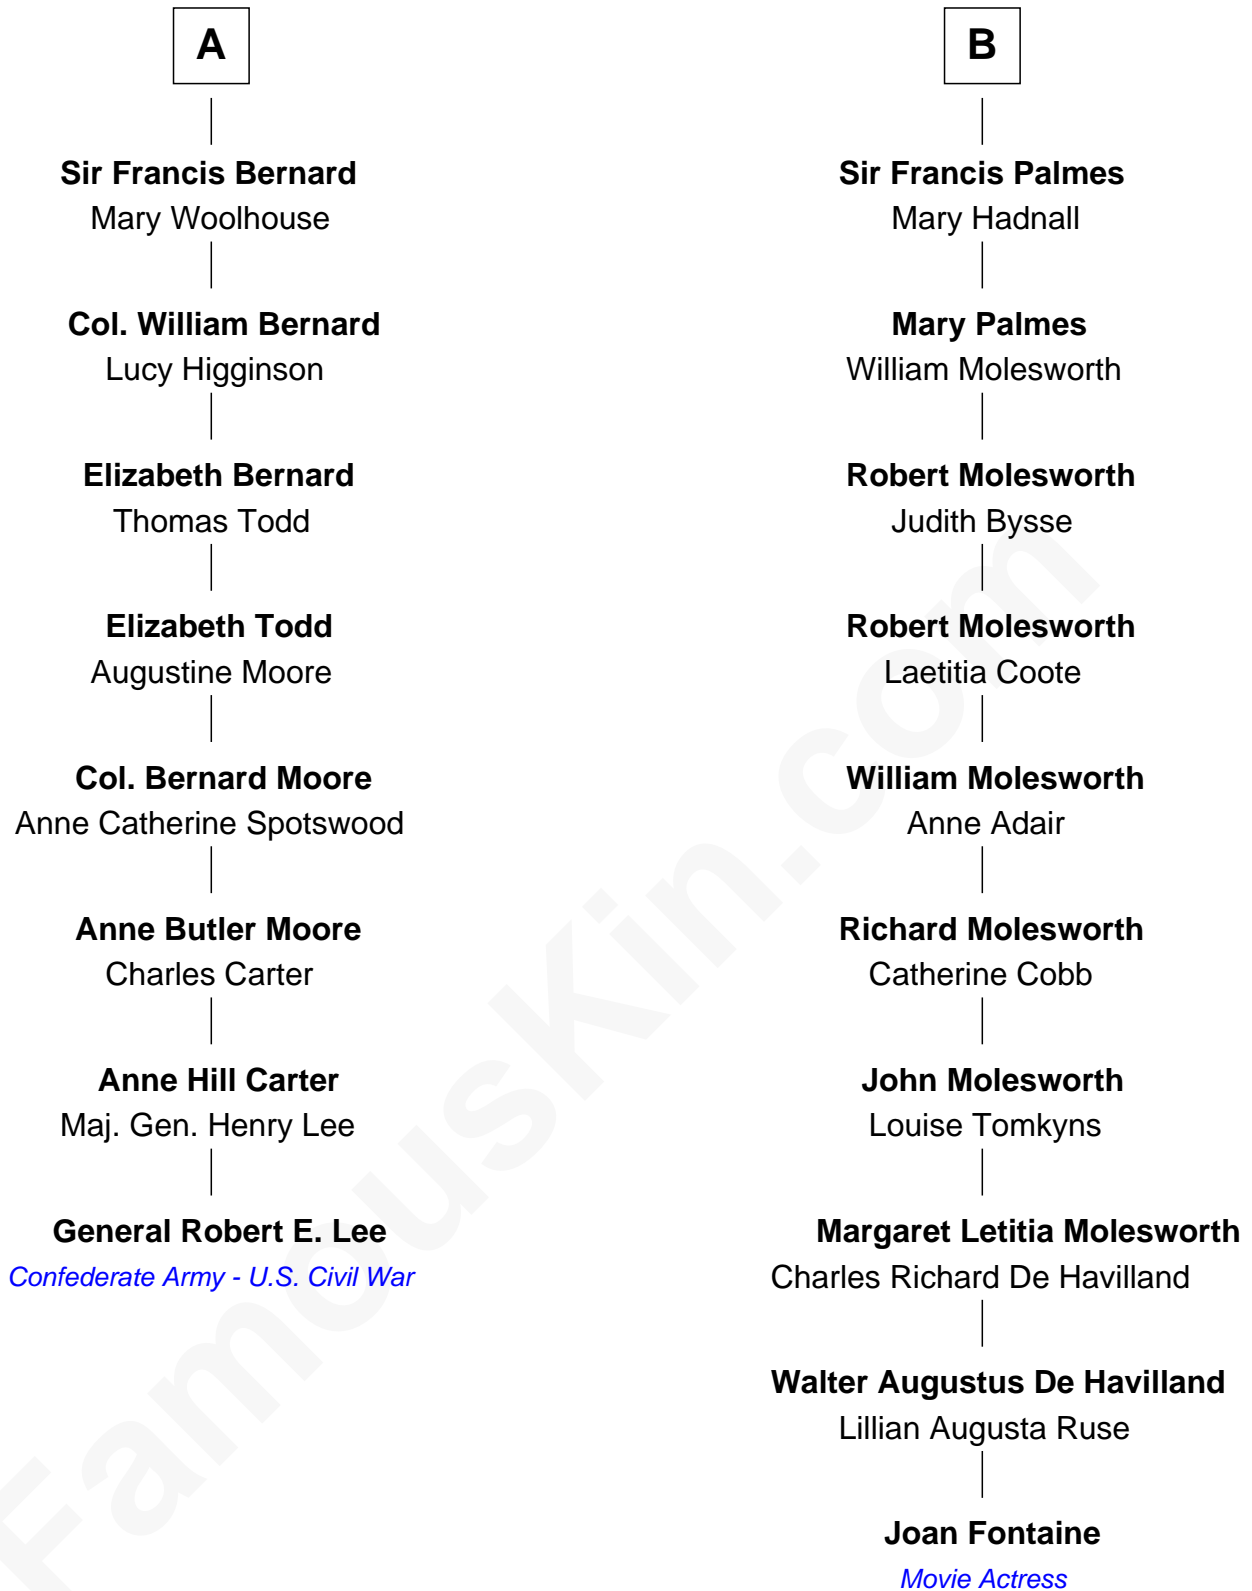 A
Sir Francis Bernard
Mary Woolhouse
Col. William Bernard
Lucy Higginson
Elizabeth Bernard
Thomas Todd
Elizabeth Todd
Augustine Moore
Col. Bernard Moore
Anne Catherine Spotswood
Anne Butler Moore
Charles Carter
Anne Hill Carter
Maj. Gen. Henry Lee
General Robert E. Lee
Confederate Army - U.S. Civil War
B
Sir Francis Palmes
Mary Hadnall
Mary Palmes
William Molesworth
Robert Molesworth
Judith Bysse
Robert Molesworth
Laetitia Coote
William Molesworth
Anne Adair
Richard Molesworth
Catherine Cobb
John Molesworth
Louise Tomkyns
Margaret Letitia Molesworth
Charles Richard De Havilland
Walter Augustus De Havilland
Lillian Augusta Ruse
Joan Fontaine
Movie Actress
FamousKin.com